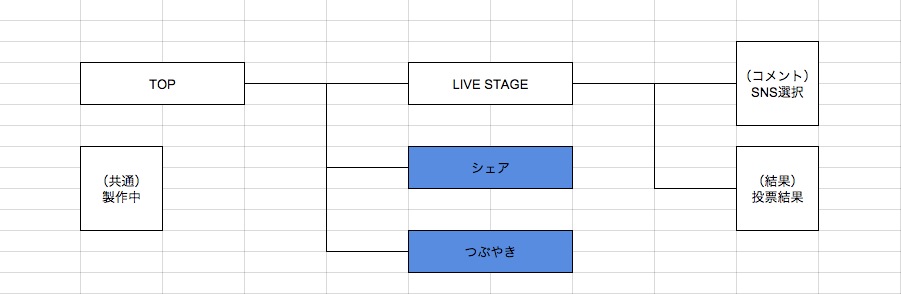 TOP
LIVE STAGE
（コメント）
SNS選択
（共通）
製作中
シェア
（結果）
投票結果
つぶやき